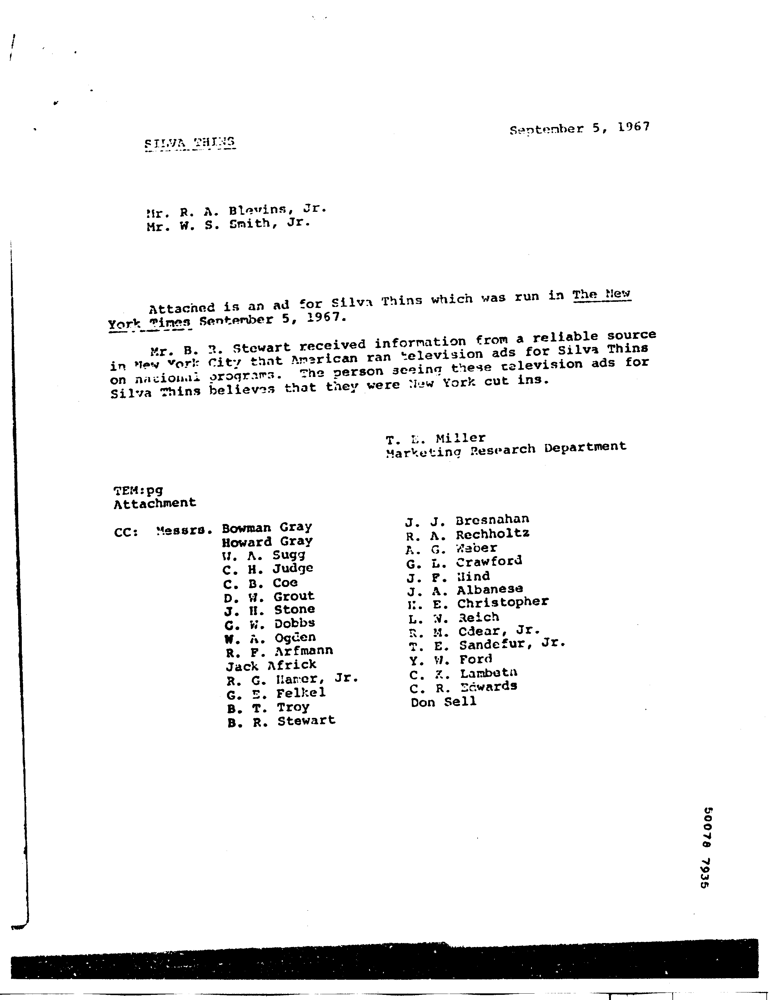 September 5, 1967
SILVA THINS
Mr. R. A. Blevins, Jr.
Mr. W. S. Smith, Jr.
Attached is an ad for Silva Thins which was run in The New
York Times September 5, 1967.
Mr. B. R. Stewart received information from a reliable source
in New York City that American ran television ads for Silva Thins
on national programs. The person seeing these television ads for
Silva Thins believes that they were New York cut ins.
T. E. Miller
Marketing Research Department
TEM:pg
Attachment
CC: Messrs. Bowman Gray
Howard Gray
W. A. Sugg
C. H. Judge
C. B. Coe
D. W. Grout
J. H. Stone
G. W. Dobbs
W. A. Ogden
R. F. Arfmann
Jack Africk
R. G. Hamer, Jr.
G. E. Felkel
B. T. Troy
B. R. Stewart
J. J. Bresnahan
R. A. Rechholtz
A. G. Weber
G. L. Crawford
J. F. Hind
J. A. Albanese
E. Christopher
L. W. Reich
R. M. Jr.
T. E. Sandefur, Jr.
Y. W. Ford
C. Lambeth
C. R. Edwards
Don Sell
50078 7935